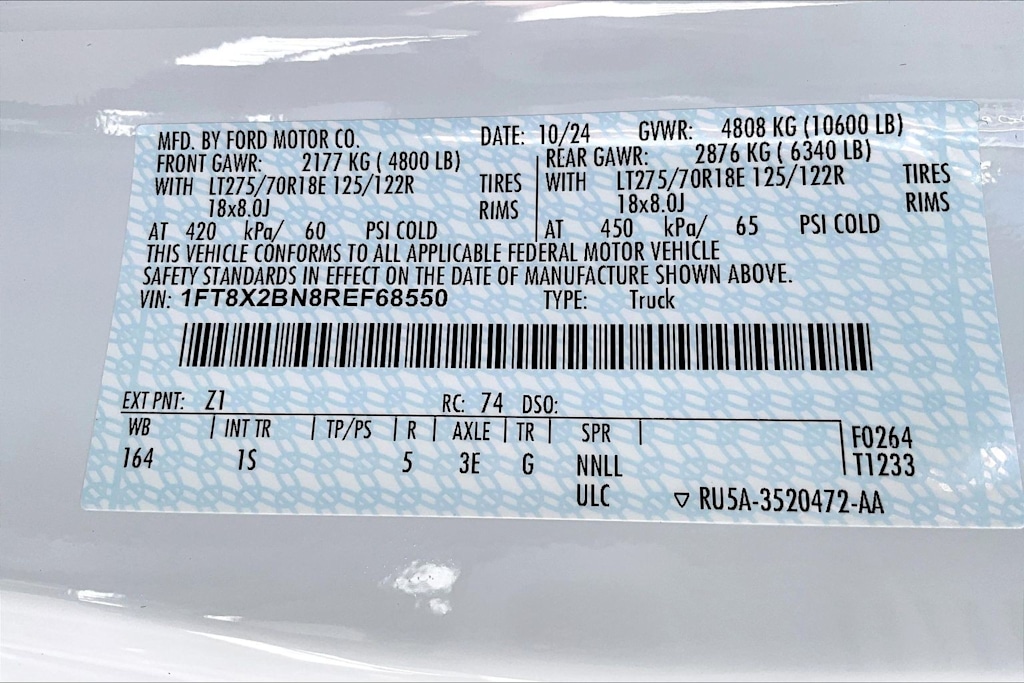 MFD. BY FORD MOTOR CO. DATE: 10/24 GVWR: 4808 KG (10600 LB)
FRONT GAWR: 2177 KG ( 4800 LB) REAR GAWR: 2876 KG ( 6340 LB)
WITH LT275/70R18E 125/122R TIRES WITH LT275/70R18E 125/122R TIRES
18x8.0J RIMS 18x8.0J RIMS
AT 420 kPa/ 60 PSI COLD AT 450 kPa/ 65 PSI COLD
THIS VEHICLE CONFORMS TO ALL APPLICABLE FEDERAL MOTOR VEHICLE
SAFETY STANDARDS IN EFFECT ON THE DATE OF MANUFACTURE SHOWN ABOVE.
VIN: 1FT8X2BN8REF68550 TYPE: Truck
EXT PNT: Z1 RC: 74 DSO:
WB INT TR TP/PS R AXLE TR SPR F0264
164 1S 5 3E G NNLL T1233
ULC RU5A-3520472-AA